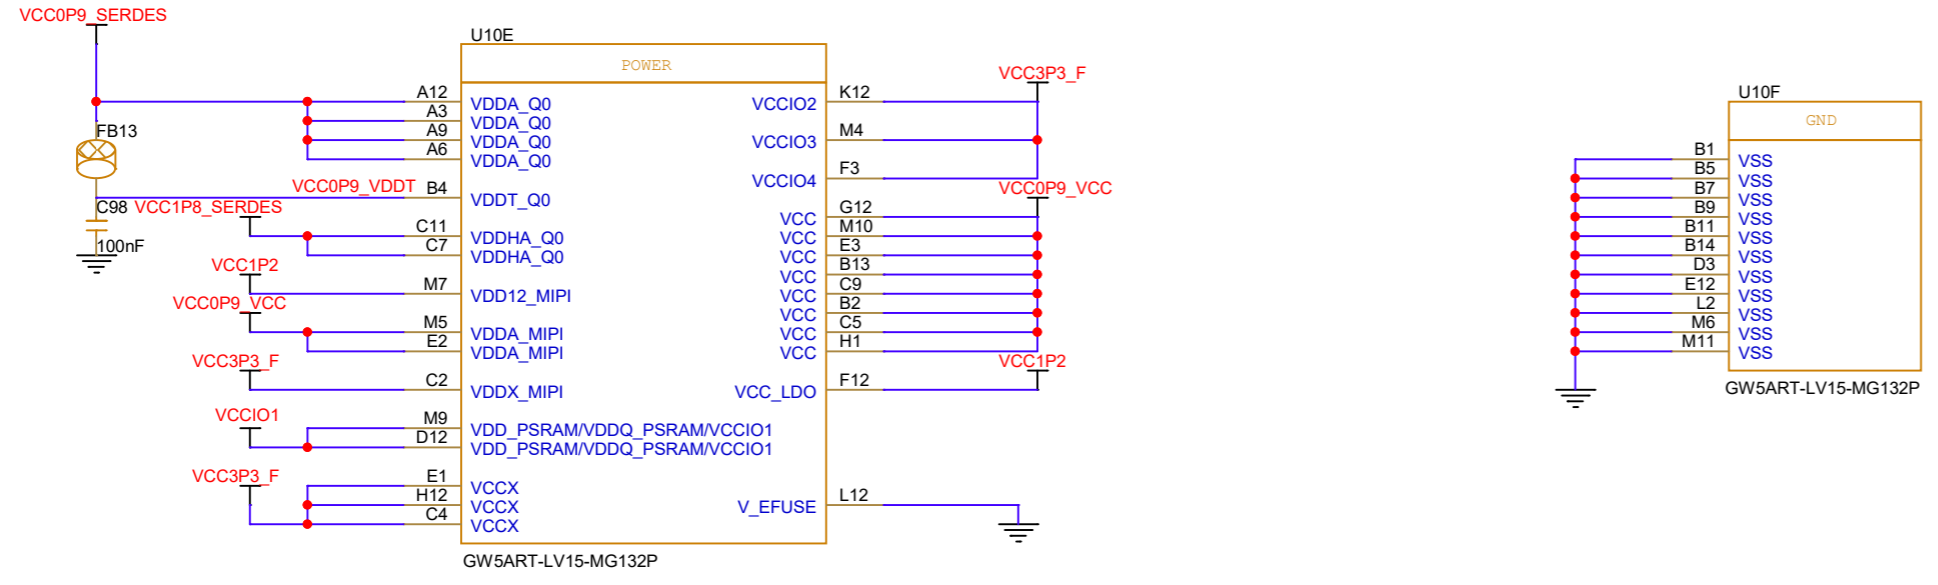 VCC0P9_SERDES
FB13
C98
100nF
U10E
POWER
A12 VDDA_Q0
A3 VDDA_Q0
A9 VDDA_Q0
A6 VDDA_Q0
VCC0P9_VDDT B4 VDDT_Q0
VCC1P8_SERDES
C11 VDDHA_Q0
C7 VDDHA_Q0
VCC1P2
M7 VDD12_MIPI
VCC0P9_VCC
M5 VDDA_MIPI
E2 VDDA_MIPI
VCC3P3_F
C2 VDDX_MIPI
VCCIO1
M9 VDD_PSRAM/VDDQ_PSRAM/VCCIO1
D12 VDD_PSRAM/VDDQ_PSRAM/VCCIO1
VCC3P3_F
E1 VCCX
H12 VCCX
C4 VCCX
VCC3P3_F
VCCIO2 K12
VCCIO3 M4
VCCIO4 F3
VCC0P9_VCC
VCC G12
VCC M10
VCC E3
VCC B13
VCC C9
VCC B2
VCC C5
VCC H1
VCC1P2
VCC_LDO F12
V_EFUSE L12
GW5ART-LV15-MG132P
U10F
GND
B1 VSS
B5 VSS
B7 VSS
B9 VSS
B11 VSS
B14 VSS
D3 VSS
E12 VSS
L2 VSS
M6 VSS
M11 VSS
GW5ART-LV15-MG132P